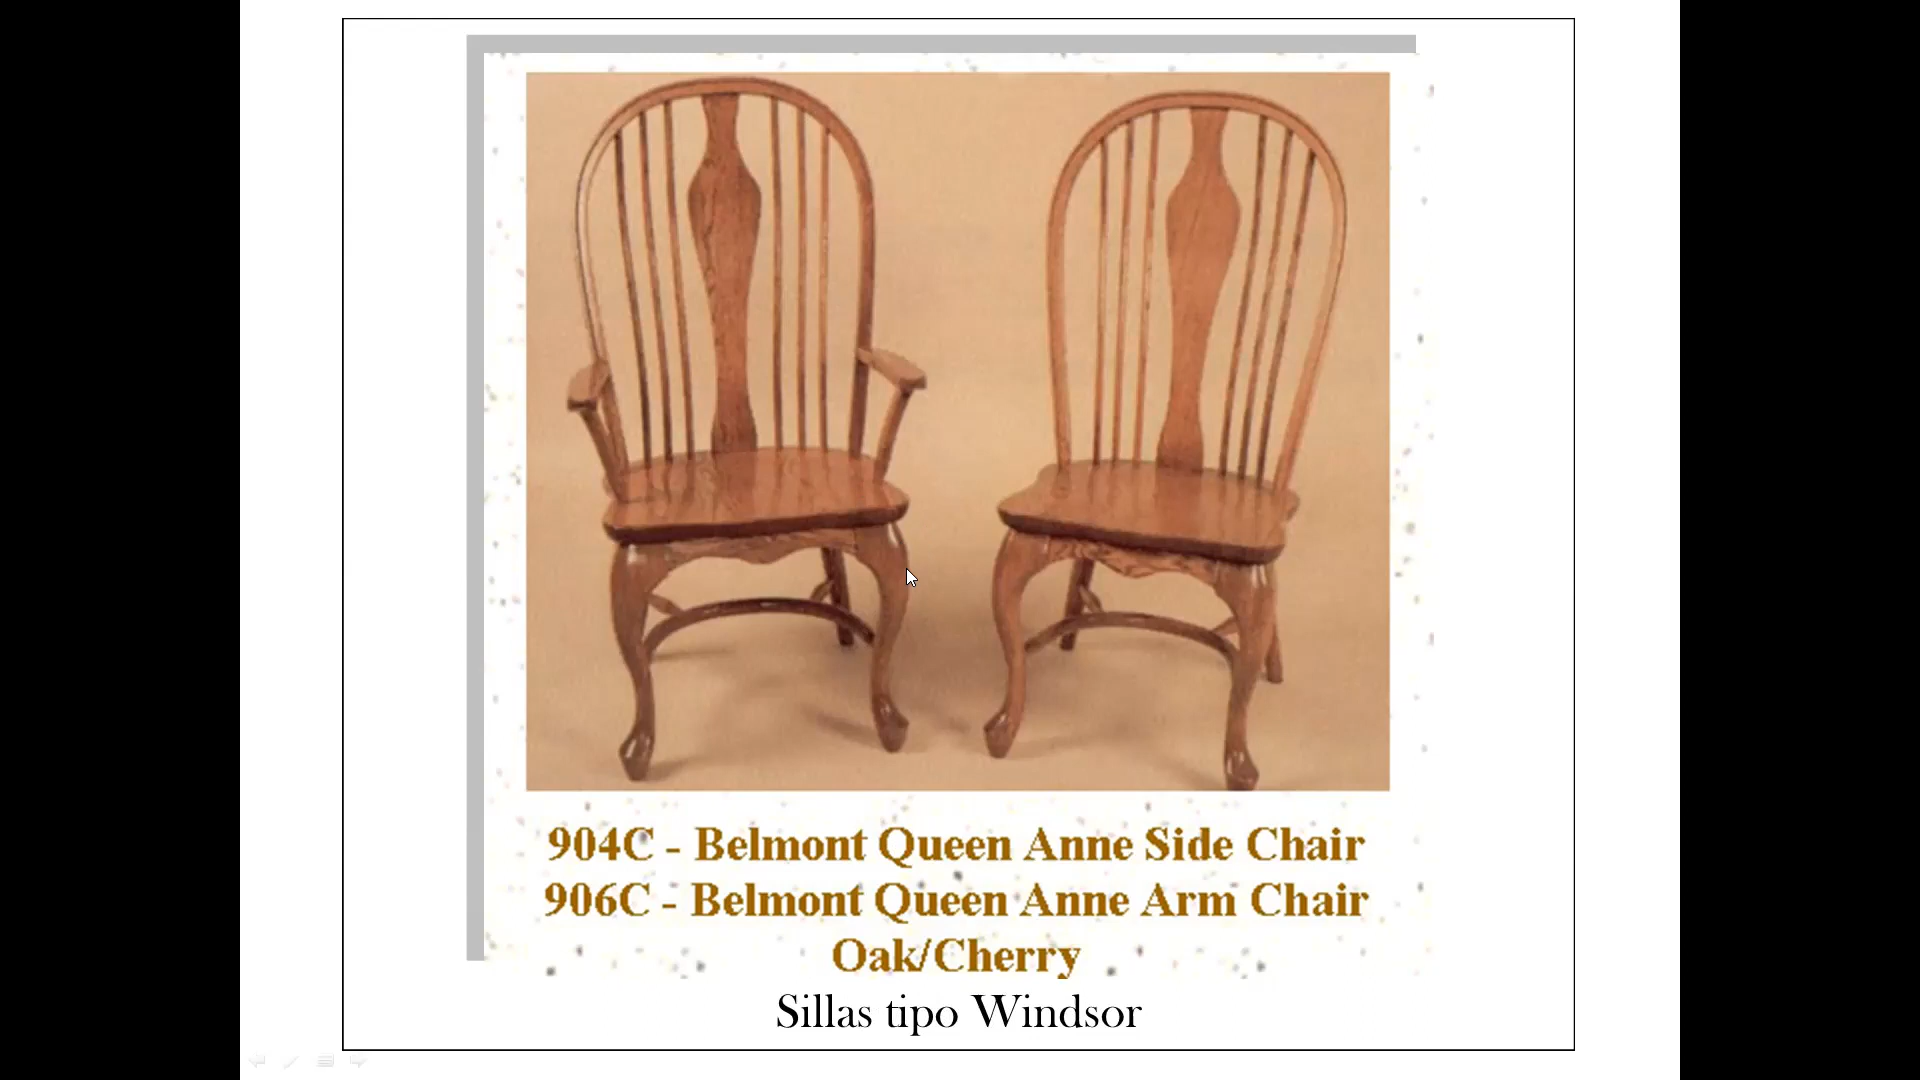 904C - Belmont Queen Anne Side Chair
906C - Belmont Queen Anne Arm Chair
Oak/Cherry
Sillas tipo Windsor